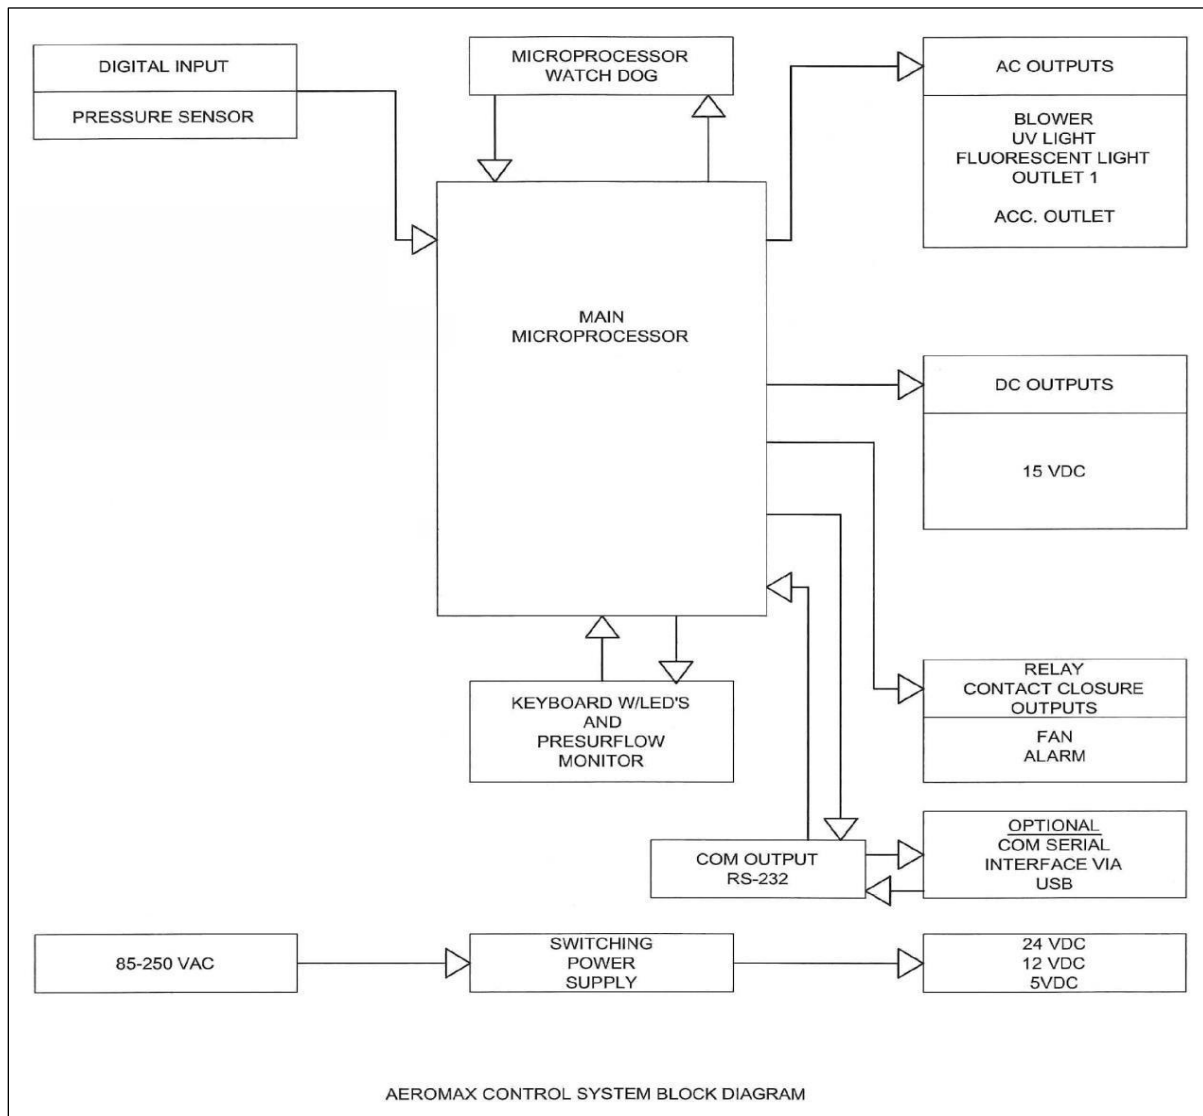 DIGITAL INPUT
PRESSURE SENSOR
MICROPROCESSOR
WATCH DOG
AC OUTPUTS
BLOWER
UV LIGHT
FLUORESCENT LIGHT
OUTLET 1
ACC. OUTLET
MAIN
MICROPROCESSOR
DC OUTPUTS
15 VDC
KEYBOARD W/LED'S
AND
PRESURFLOW
MONITOR
RELAY
CONTACT CLOSURE
OUTPUTS
FAN
ALARM
COM OUTPUT
RS-232
OPTIONAL
COM SERIAL
INTERFACE VIA
USB
85-250 VAC
SWITCHING
POWER
SUPPLY
24 VDC
12 VDC
5VDC
AEROMAX CONTROL SYSTEM BLOCK DIAGRAM